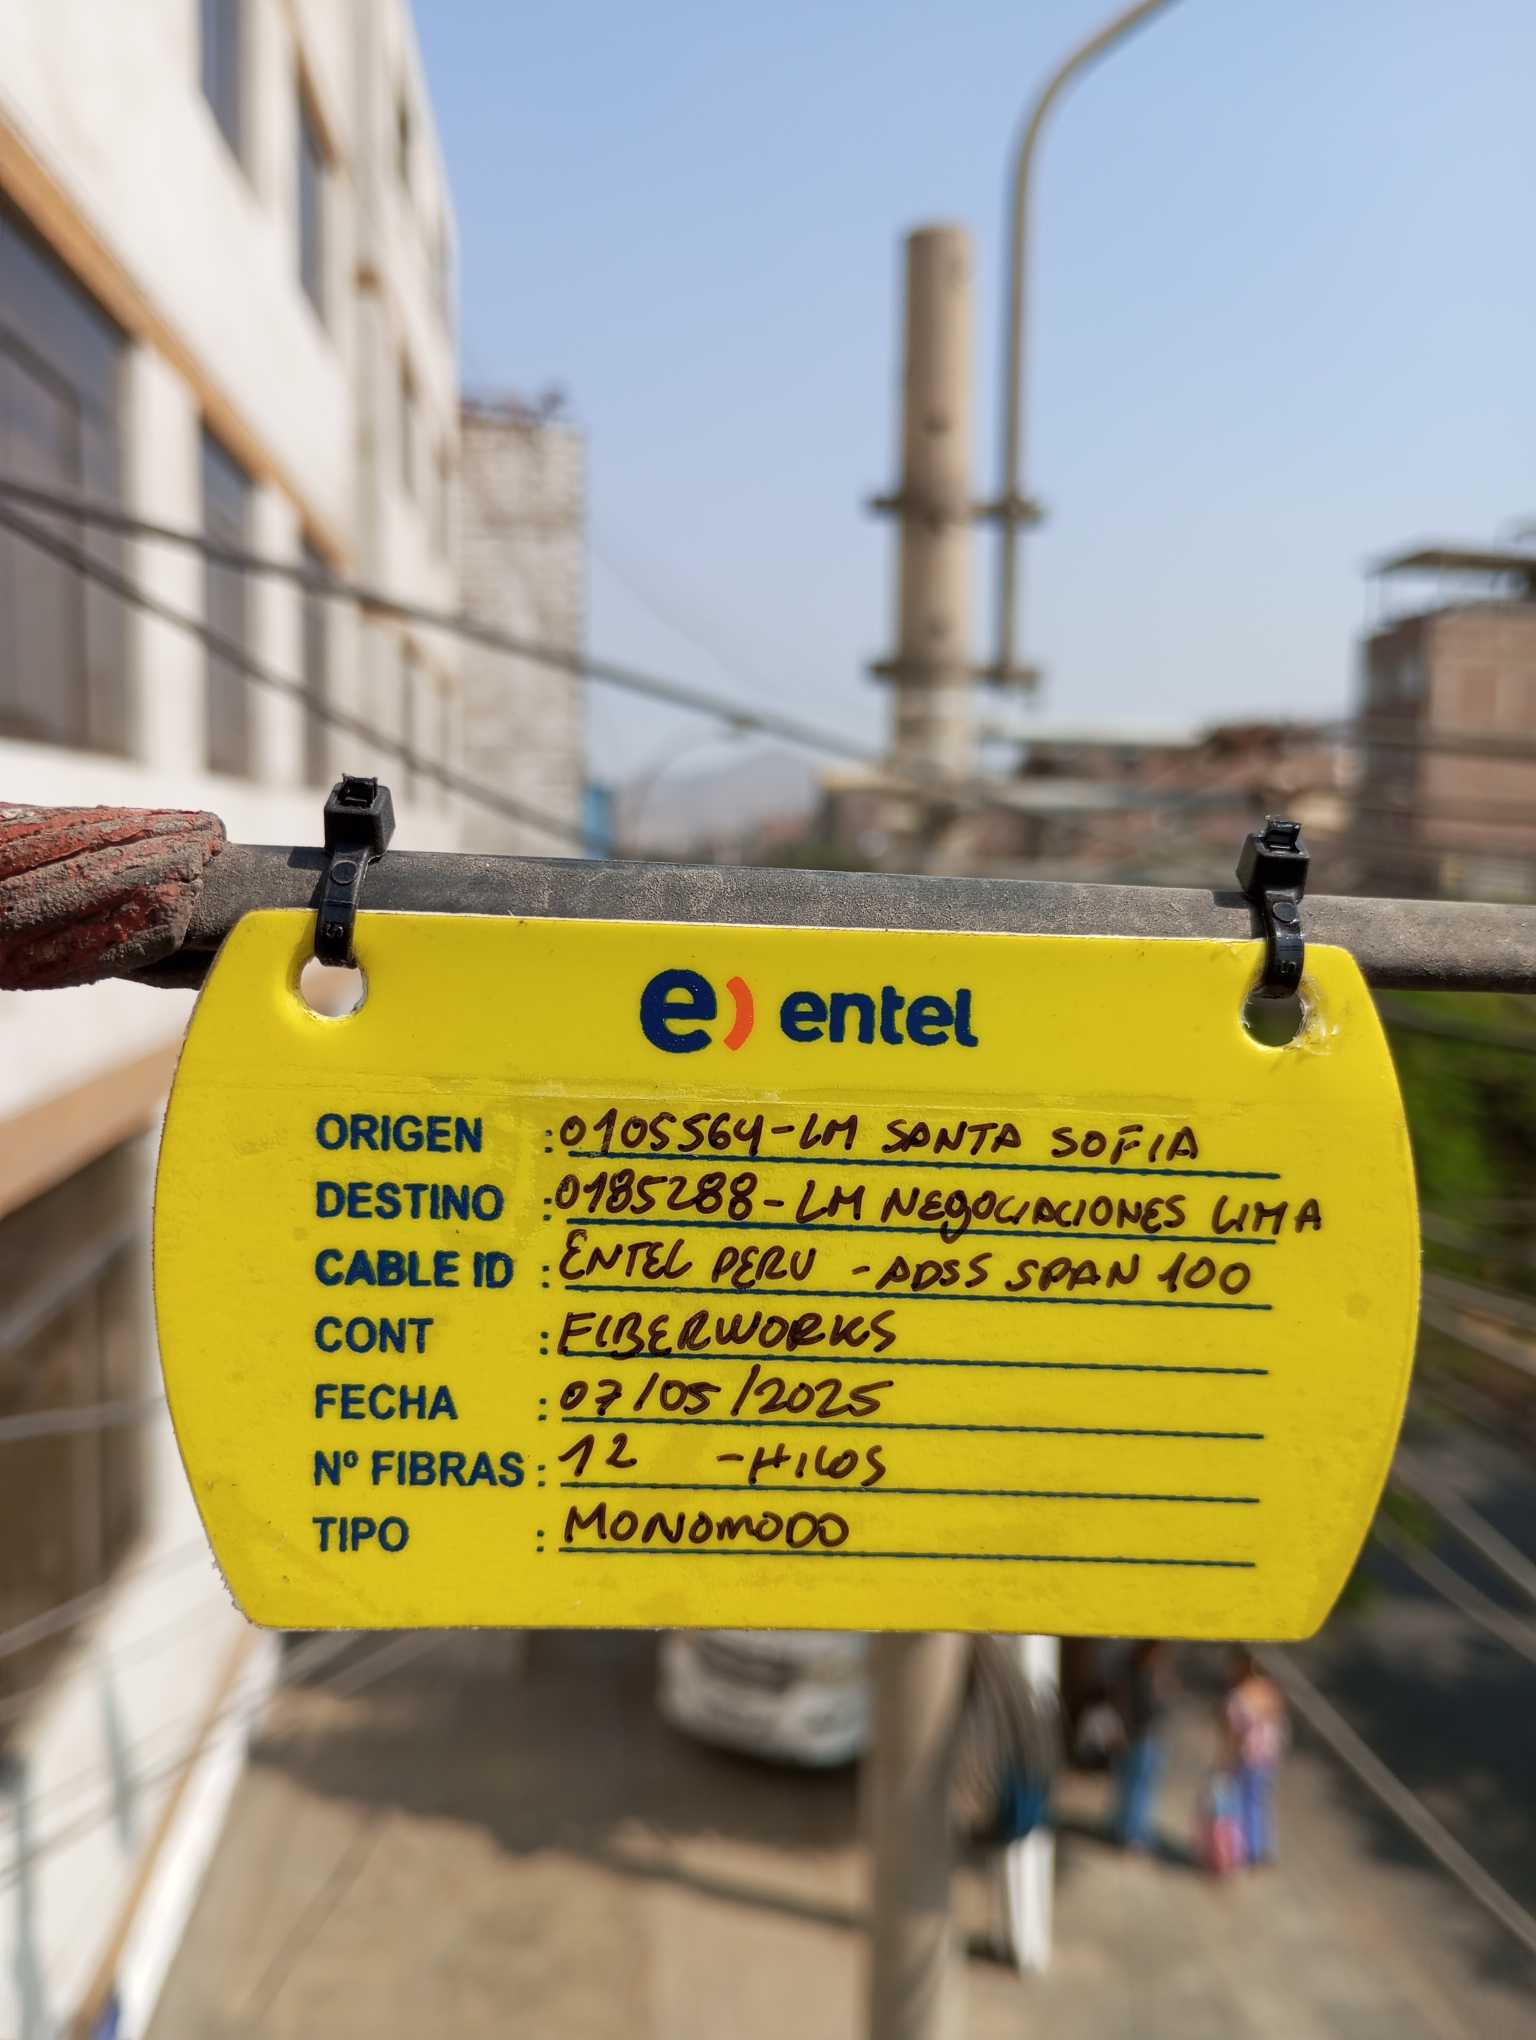 e) entel
ORIGEN : 0105564-LM SANTA SOFIA
DESTINO : 0185288-LM NEGOCIACIONES LIMA
CABLE ID : ENTEL PERU - ADSS SPAN 100
CONT : FIBERWORKS
FECHA : 07/05/2025
Nº FIBRAS : 12 -HILOS
TIPO : MONOMODO